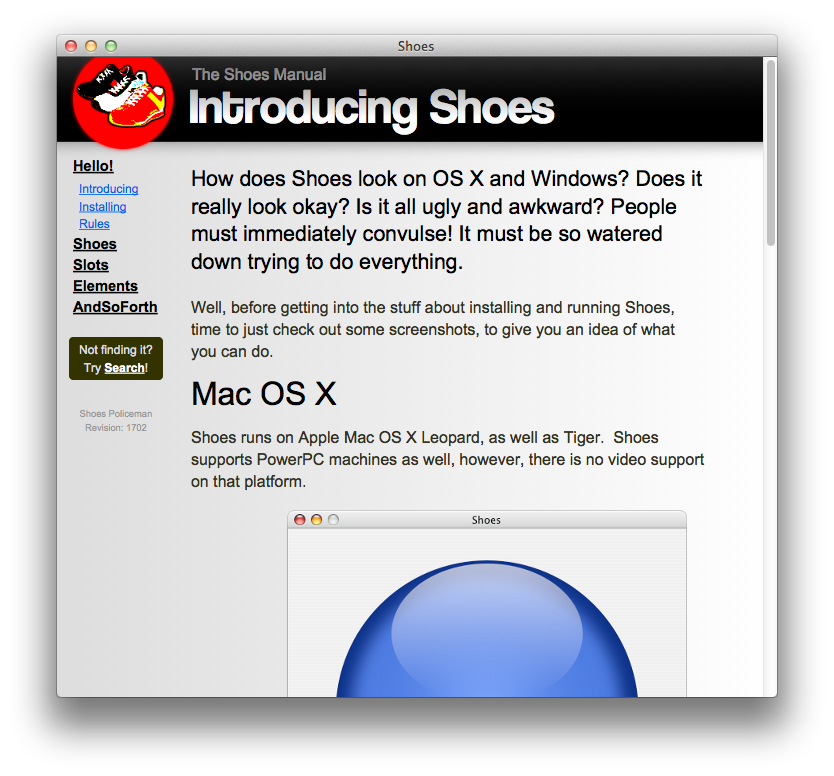 Shoes
The Shoes Manual
Introducing Shoes
Hello!
Introducing
Installing
Rules
Shoes
Slots
Elements
AndSoForth
Not finding it?
Try Search!
Shoes Policeman
Revision: 1702
How does Shoes look on OS X and Windows? Does it
really look okay? Is it all ugly and awkward? People
must immediately convulse! It must be so watered
down trying to do everything.
Well, before getting into the stuff about installing and running Shoes,
time to just check out some screenshots, to give you an idea of what
you can do.
Mac OS X
Shoes runs on Apple Mac OS X Leopard, as well as Tiger.  Shoes
supports PowerPC machines as well, however, there is no video support
on that platform.
Shoes